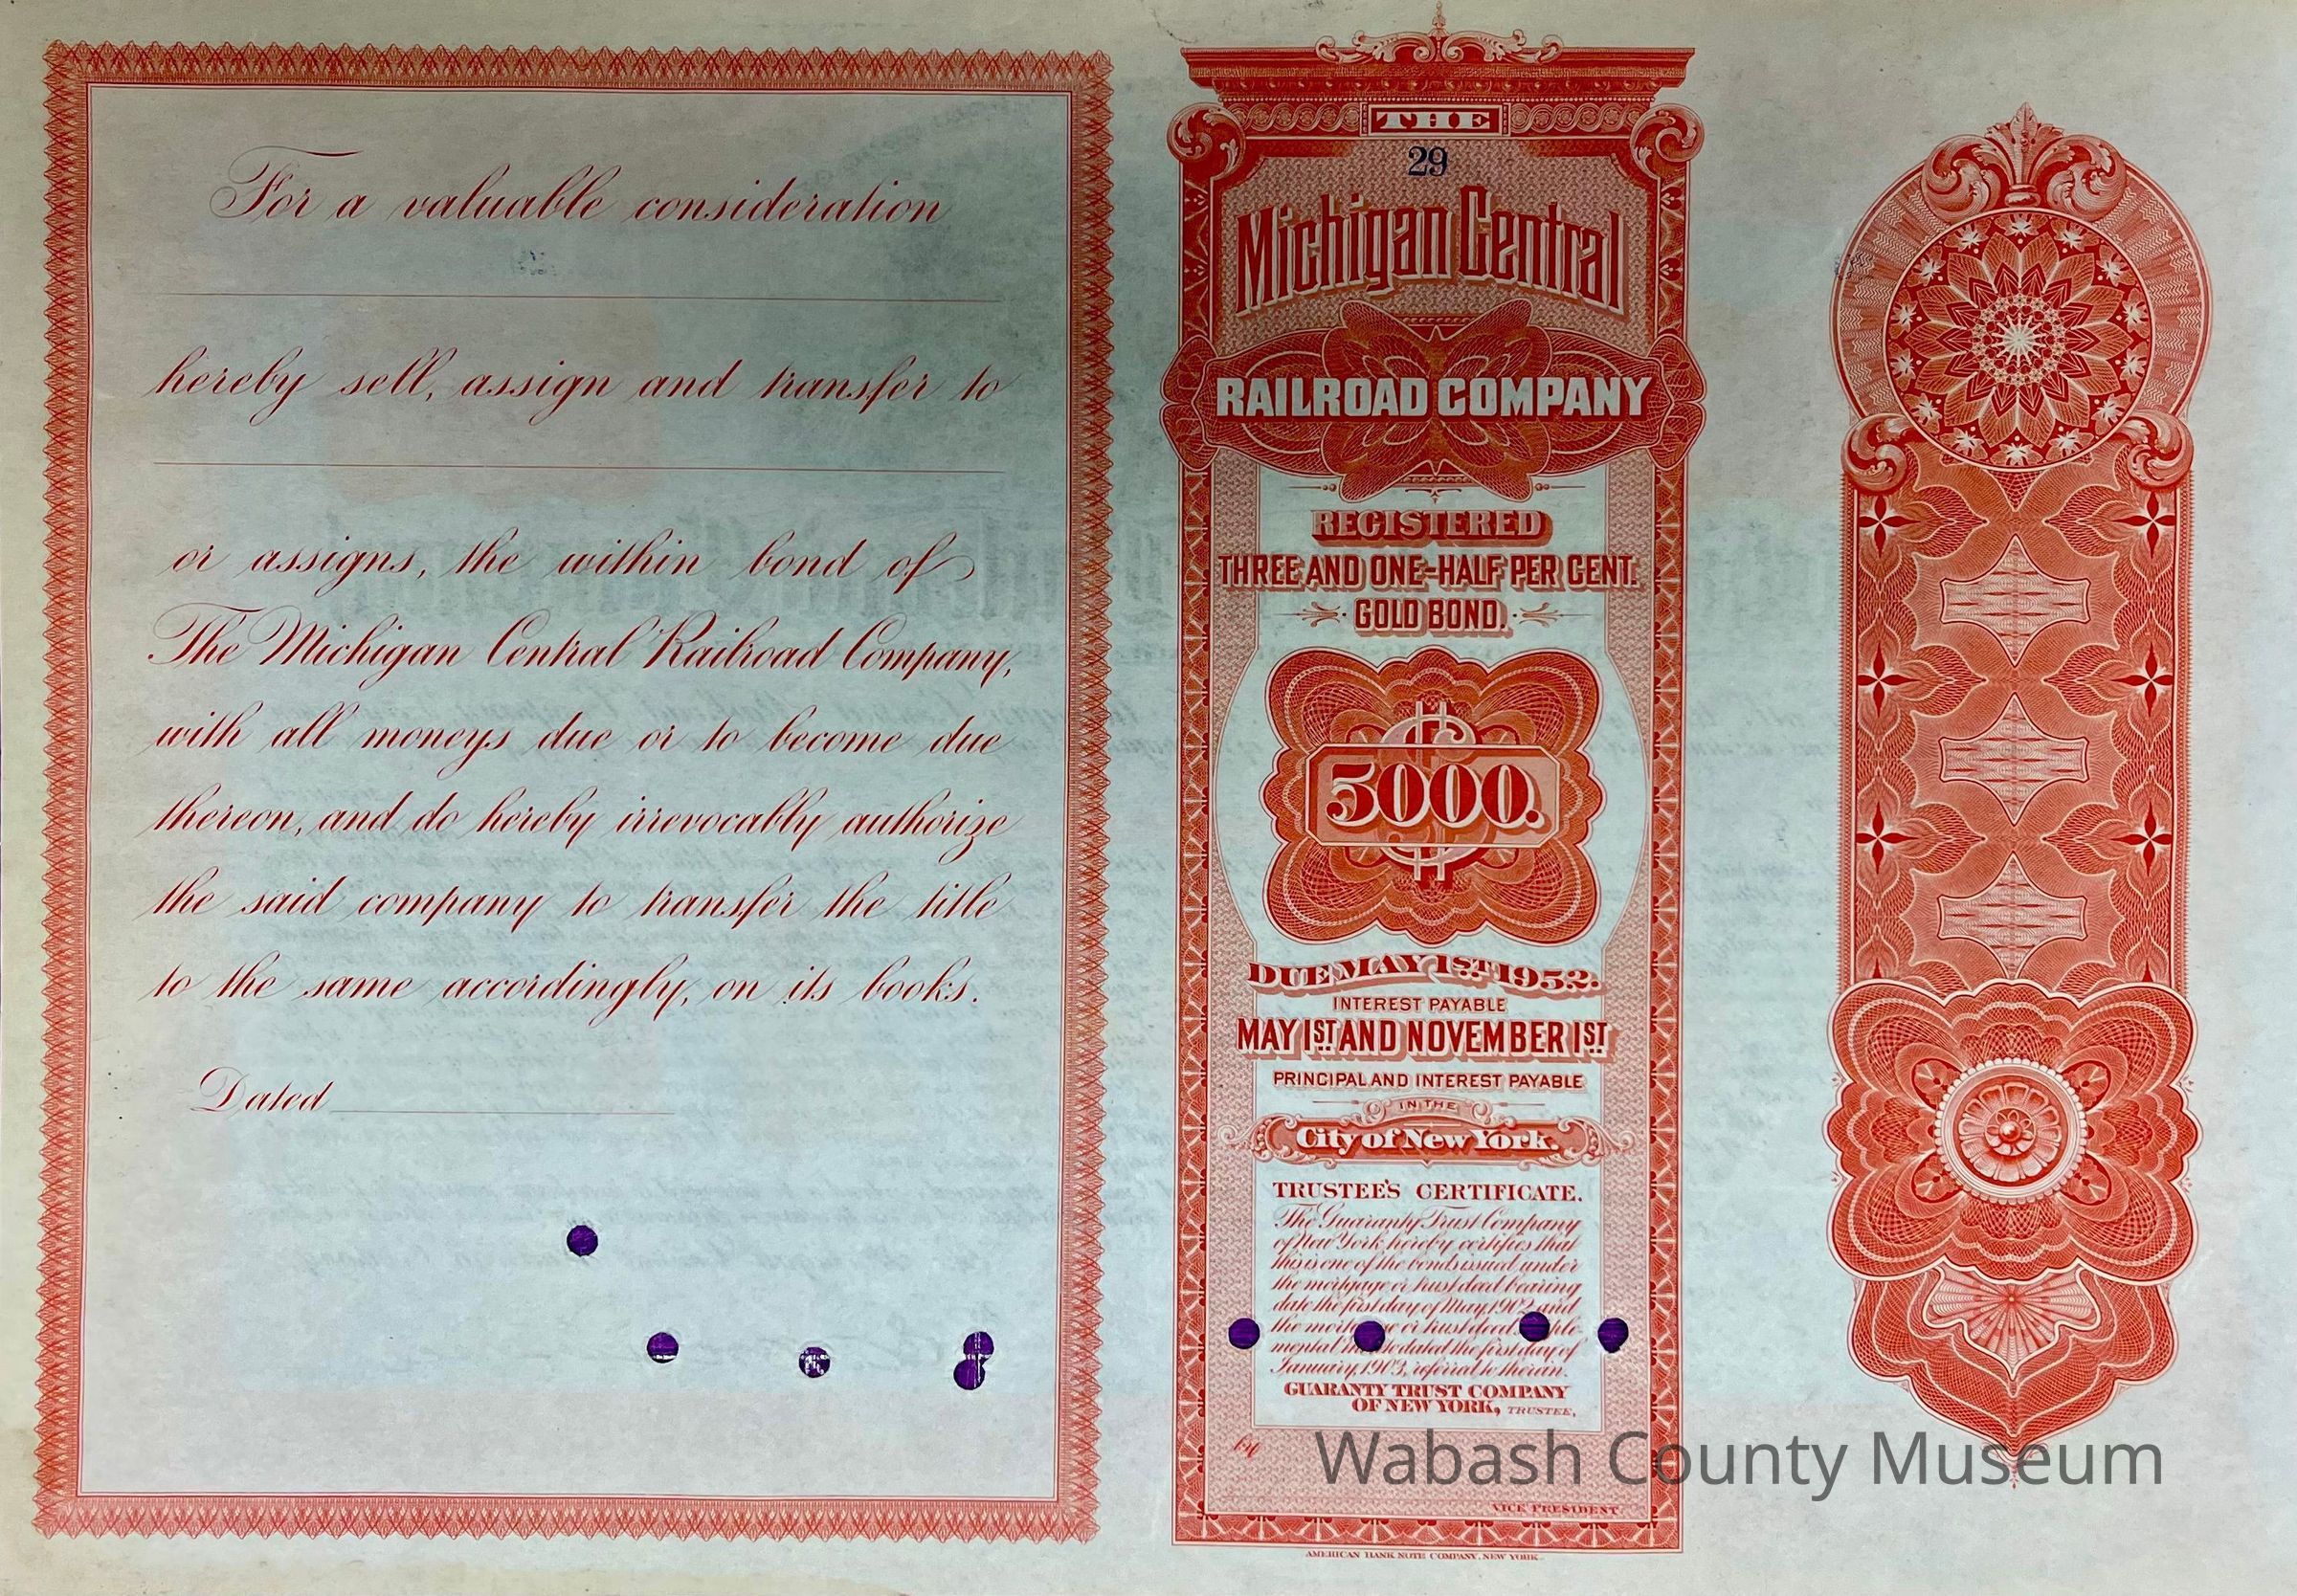 For a valuable consideration
hereby sell, assign and transfer to
or assigns, the within bond of
The Michigan Central Railroad Company,
with all moneys due or to become due
thereon, and do hereby irrevocably authorize
the said company to transfer the title
to the same accordingly, on its books.
Dated
THE
29
Michigan Central
RAILROAD COMPANY
REGISTERED
THREE AND ONE-HALF PER CENT.
GOLD BOND.
$
5000.
DUE MAY 1ST 1952.
INTEREST PAYABLE
MAY 1ST AND NOVEMBER 1ST
PRINCIPAL AND INTEREST PAYABLE
IN THE
City of New York.
TRUSTEE'S CERTIFICATE.
The Guaranty Trust Company
of New York hereby certifies that
this is one of the bonds issued under
the mortgage or trust deed bearing
date the first day of May, 1902 and
the or trust deed
mental dated the first day of
January, 1903, referred to therein.
GUARANTY TRUST COMPANY
OF NEW YORK, TRUSTEE,
by
VICE PRESIDENT
AMERICAN BANK NOTE COMPANY, NEW YORK.
Wabash County Museum